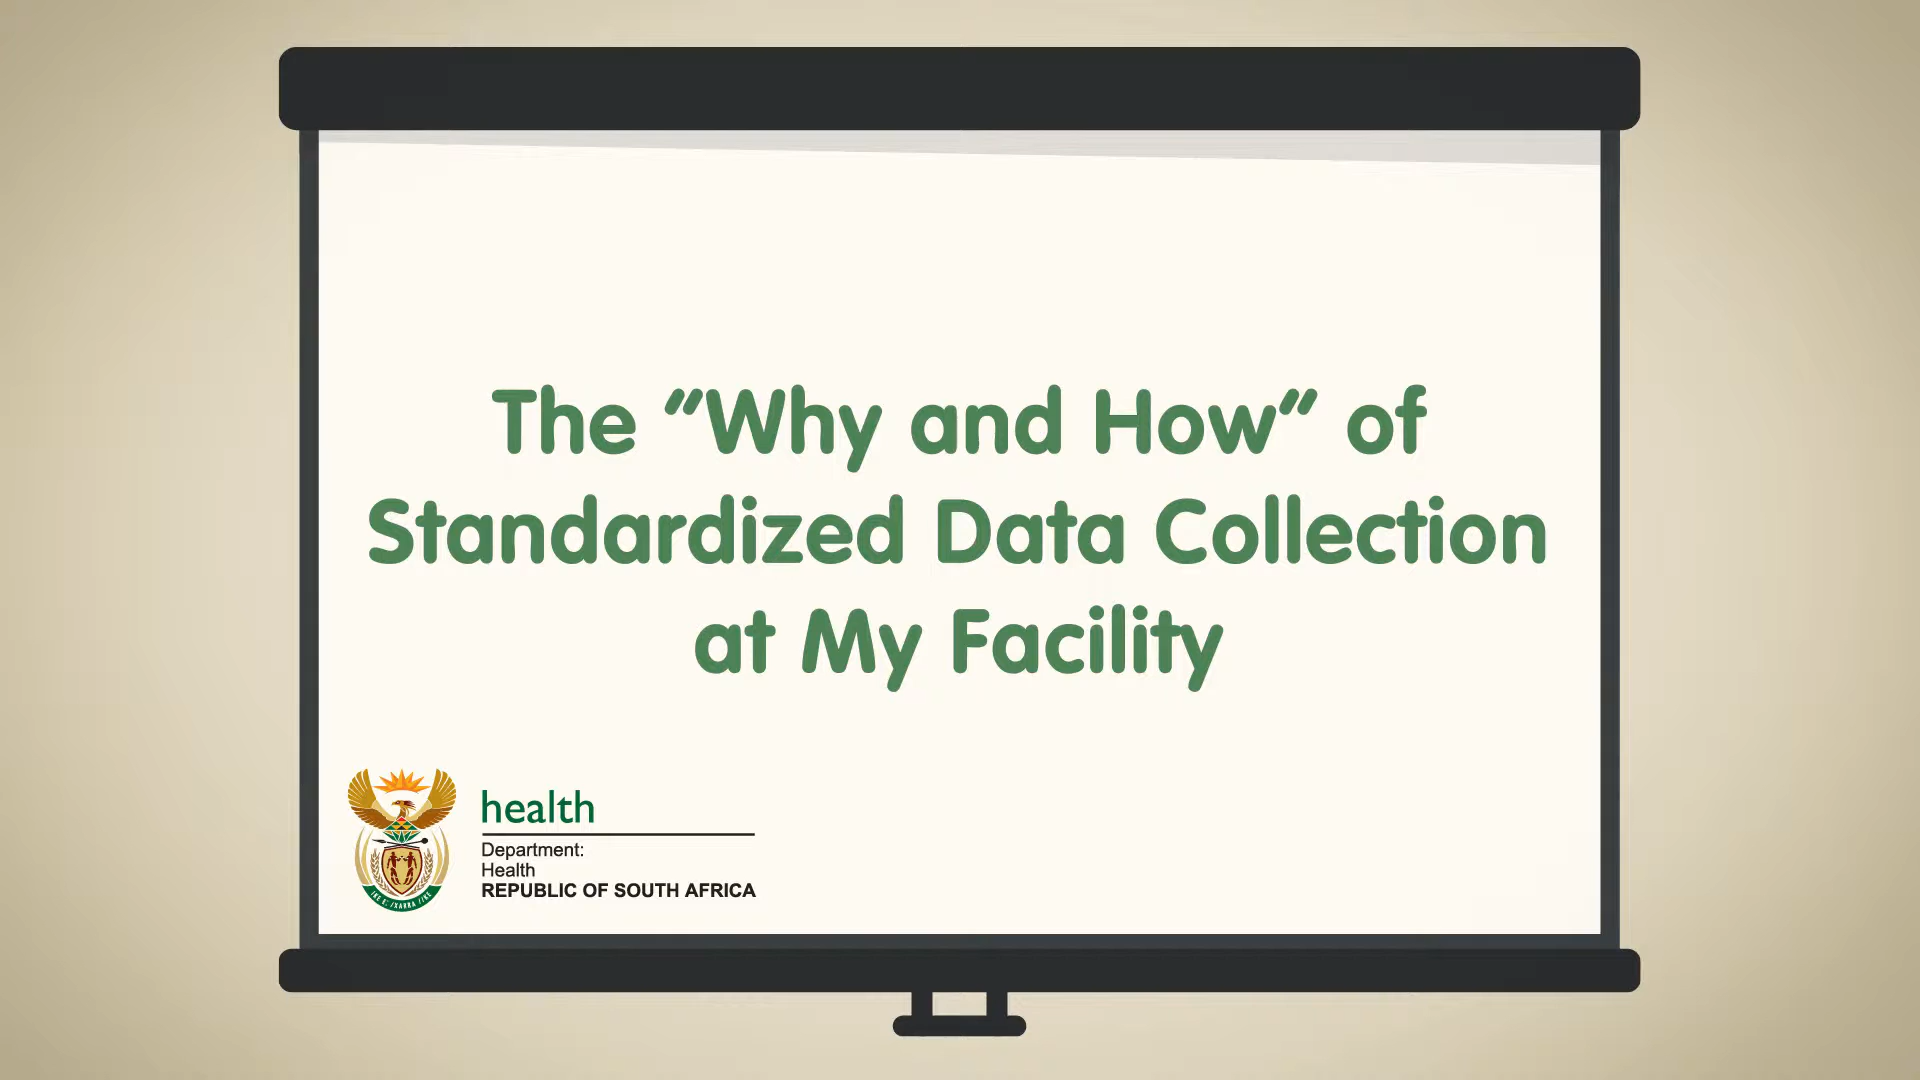 The “Why and How” of
Standardized Data Collection
at My Facility
health
Department:
Health
REPUBLIC OF SOUTH AFRICA